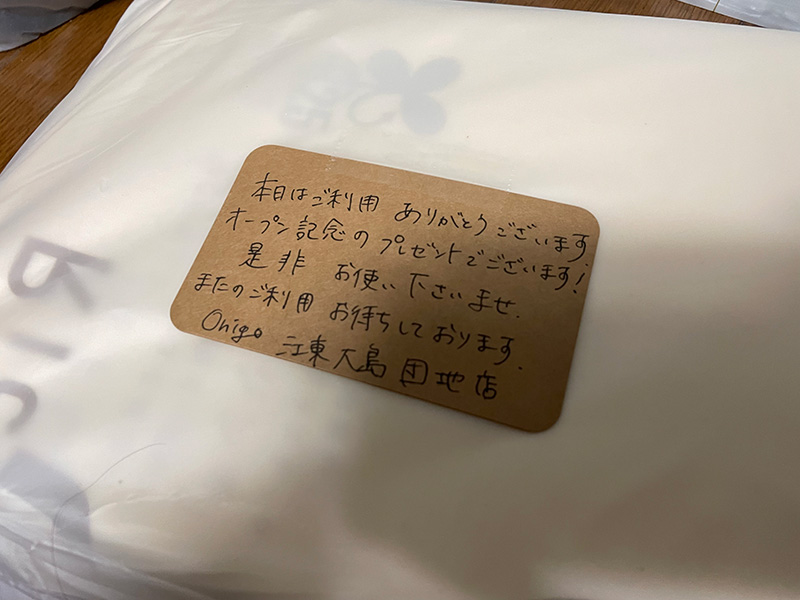 本日はご利用 ありがとうございます
オープン記念のプレゼントでございます!
是非 お使い下さいませ.
またのご利用 お待ちしております.
Onigo 江東大島団地店